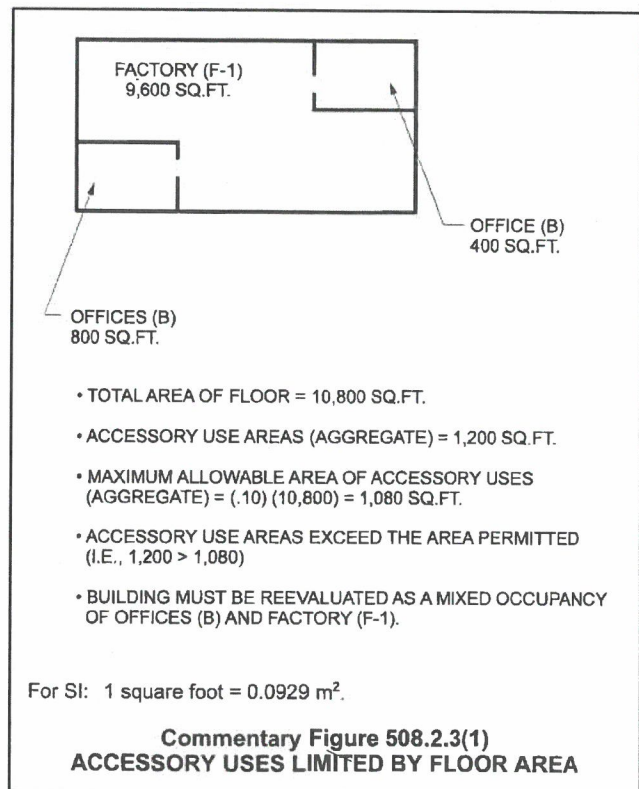 FACTORY (F-1)
9,600 SQ.FT.
OFFICE (B)
400 SQ.FT.
OFFICES (B)
800 SQ.FT.
• TOTAL AREA OF FLOOR = 10,800 SQ.FT.
• ACCESSORY USE AREAS (AGGREGATE) = 1,200 SQ.FT.
• MAXIMUM ALLOWABLE AREA OF ACCESSORY USES
(AGGREGATE) = (.10) (10,800) = 1,080 SQ.FT.
• ACCESSORY USE AREAS EXCEED THE AREA PERMITTED
(I.E., 1,200 > 1,080)
• BUILDING MUST BE REEVALUATED AS A MIXED OCCUPANCY
OF OFFICES (B) AND FACTORY (F-1).
For SI: 1 square foot = 0.0929 m².
Commentary Figure 508.2.3(1)
ACCESSORY USES LIMITED BY FLOOR AREA